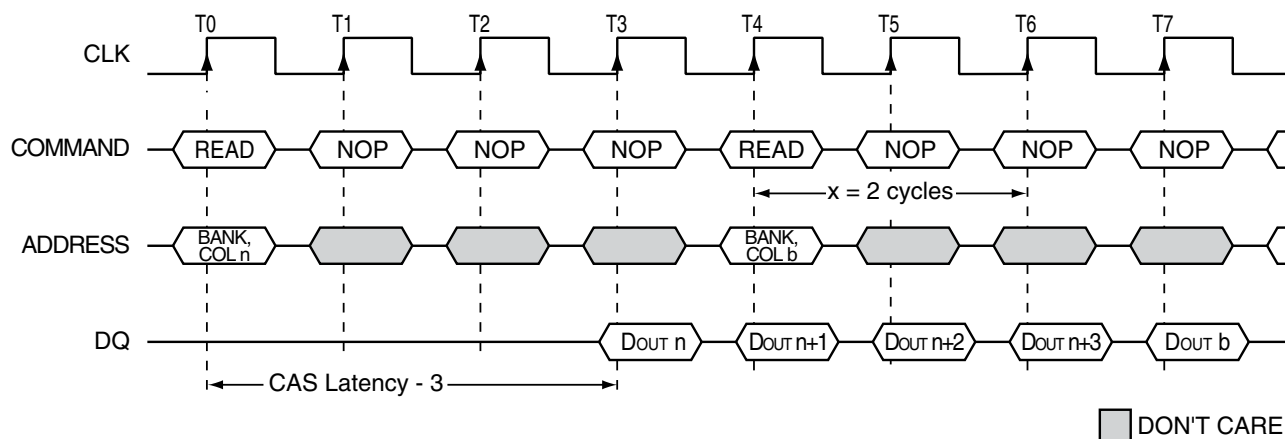 T0 T1 T2 T3 T4 T5 T6 T7
CLK
COMMAND READ NOP NOP NOP READ NOP NOP NOP
x = 2 cycles
ADDRESS BANK, COL n BANK, COL b
DQ DOUT n DOUT n+1 DOUT n+2 DOUT n+3 DOUT b
CAS Latency - 3
DON'T CARE